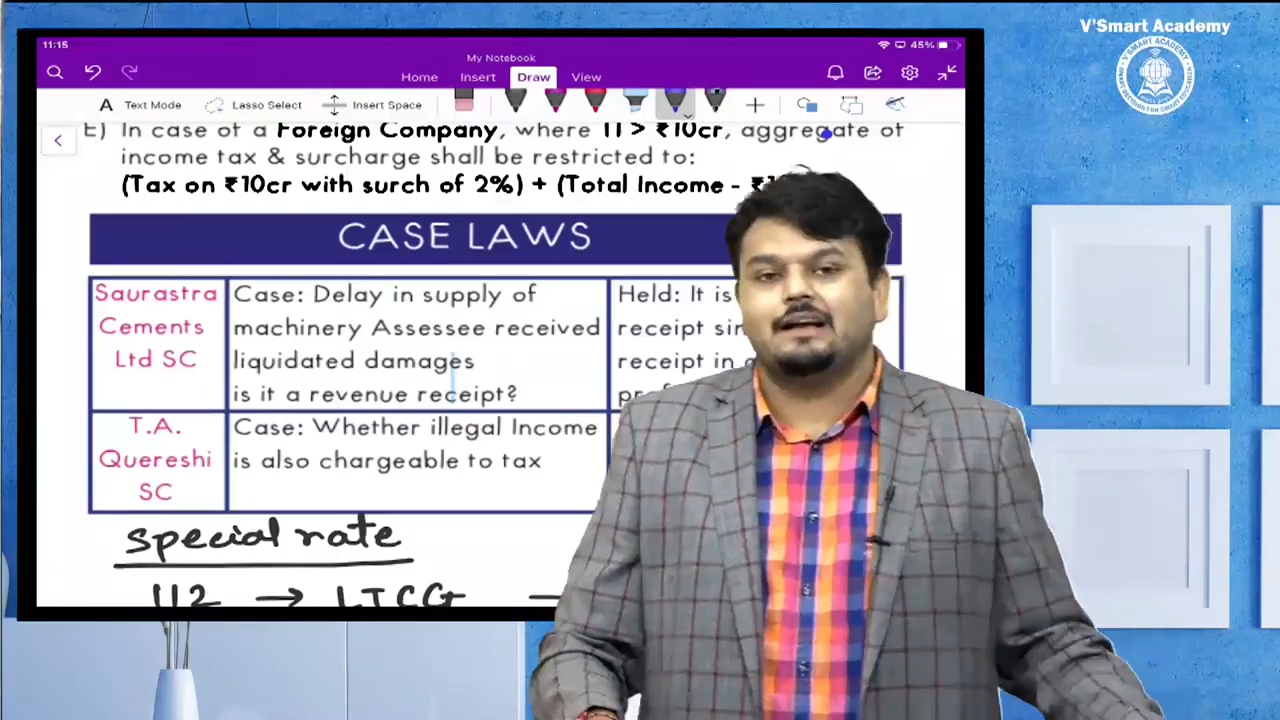 V'Smart Academy
11:15
45%
My Notebook
Home Insert Draw View
A Text Mode Lasso Select Insert Space
E) In case of a Foreign Company, where TI > ₹10cr, aggregate of
income tax & surcharge shall be restricted to:
(Tax on ₹10cr with surch of 2%) + (Total Income -
CASE LAWS
Saurastra
Cements
Ltd SC
Case: Delay in supply of
machinery Assessee received
liquidated damages
is it a revenue receipt?
Held: It is
receipt
receipt in
T.A.
Quereshi
SC
Case: Whether illegal Income
is also chargeable to tax
special rate
112 → LTCG